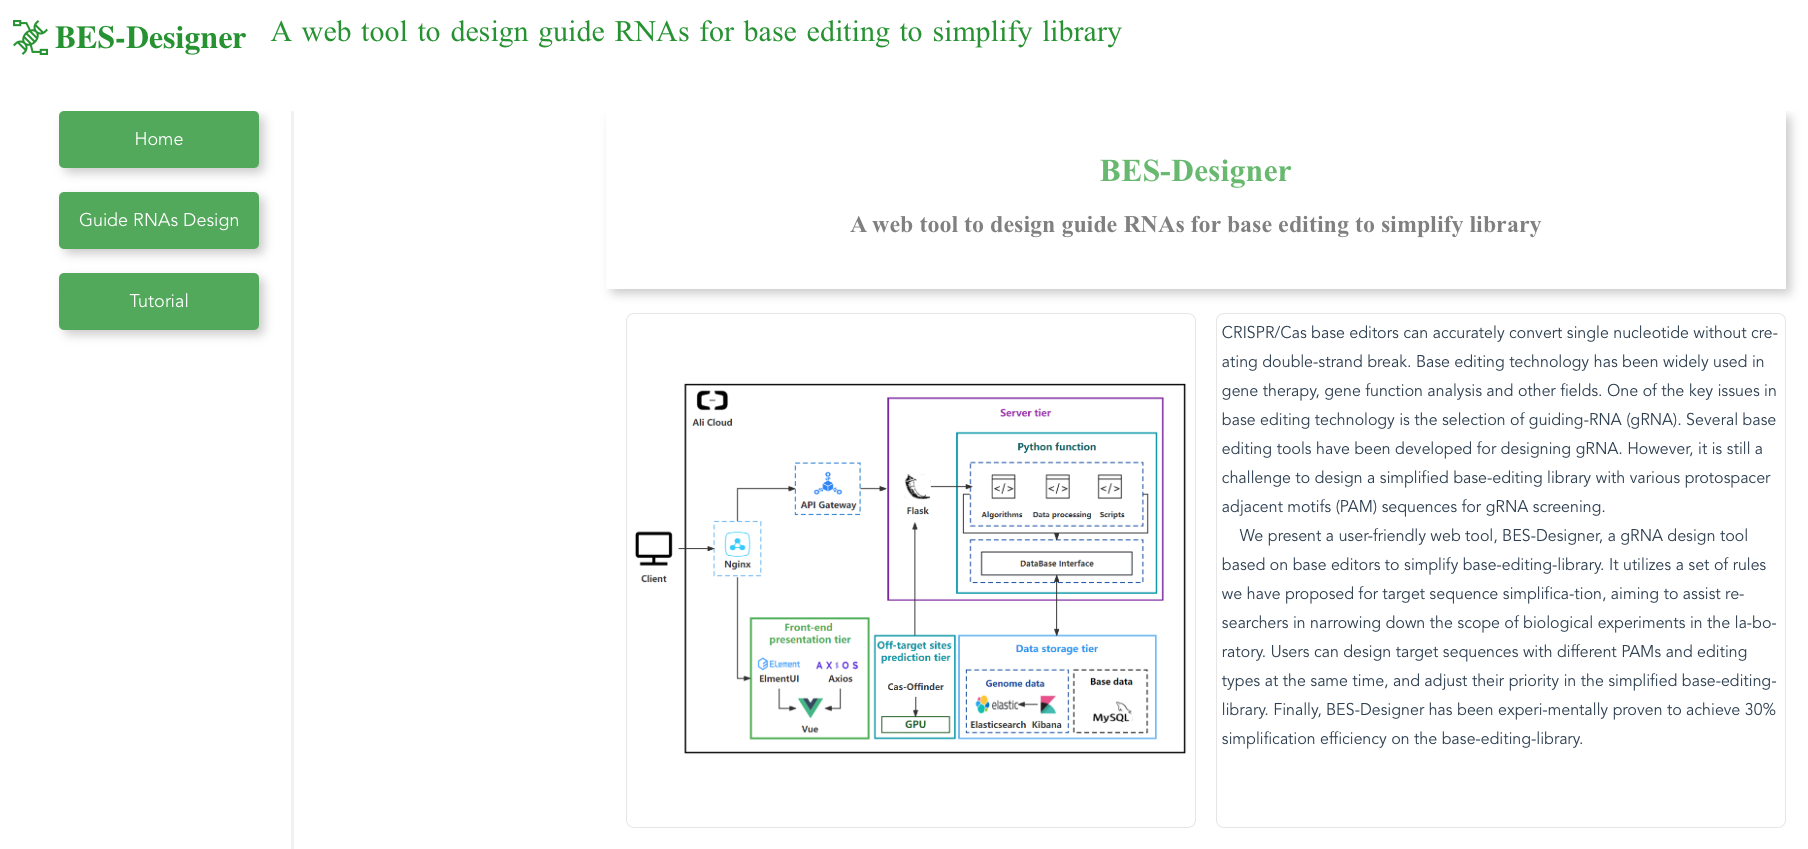 BES-Designer
A web tool to design guide RNAs for base editing to simplify library
Home
Guide RNAs Design
Tutorial
BES-Designer
A web tool to design guide RNAs for base editing to simplify library
Ali Cloud
Server tier
Python function
API Gateway
Flask
</> </> </>
Algorithms Data processing Scripts
DataBase Interface
Nginx
Client
Front-end
presentation tier
ELement AXIOS
ElmentUI Axios
Vue
Off-target sites
prediction tier
Cas-Offinder
GPU
Data storage tier
Genome data
elastic
Elasticsearch Kibana
Base data
MySQL
CRISPR/Cas base editors can accurately convert single nucleotide without cre-
ating double-strand break. Base editing technology has been widely used in
gene therapy, gene function analysis and other fields. One of the key issues in
base editing technology is the selection of guiding-RNA (gRNA). Several base
editing tools have been developed for designing gRNA. However, it is still a
challenge to design a simplified base-editing library with various protospacer
adjacent motifs (PAM) sequences for gRNA screening.
We present a user-friendly web tool, BES-Designer, a gRNA design tool
based on base editors to simplify base-editing-library. It utilizes a set of rules
we have proposed for target sequence simplifica-tion, aiming to assist re-
searchers in narrowing down the scope of biological experiments in the la-bo-
ratory. Users can design target sequences with different PAMs and editing
types at the same time, and adjust their priority in the simplified base-editing-
library. Finally, BES-Designer has been experi-mentally proven to achieve 30%
simplification efficiency on the base-editing-library.